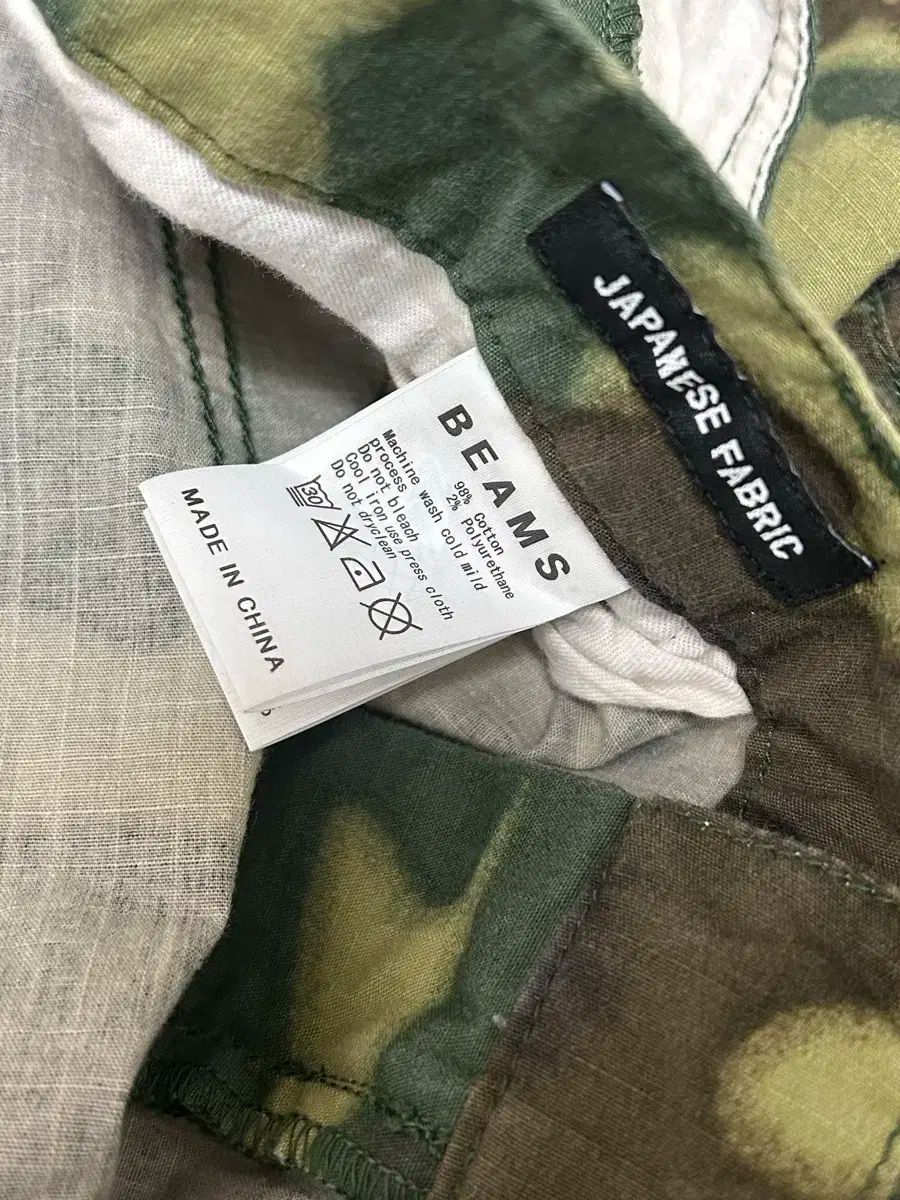 JAPANESE FABRIC
BEAMS
98% Cotton
2% Polyurethane
Machine wash cold mild
process
Do not bleach
Cool iron use press cloth
Do not dryclean
30
MADE IN CHINA